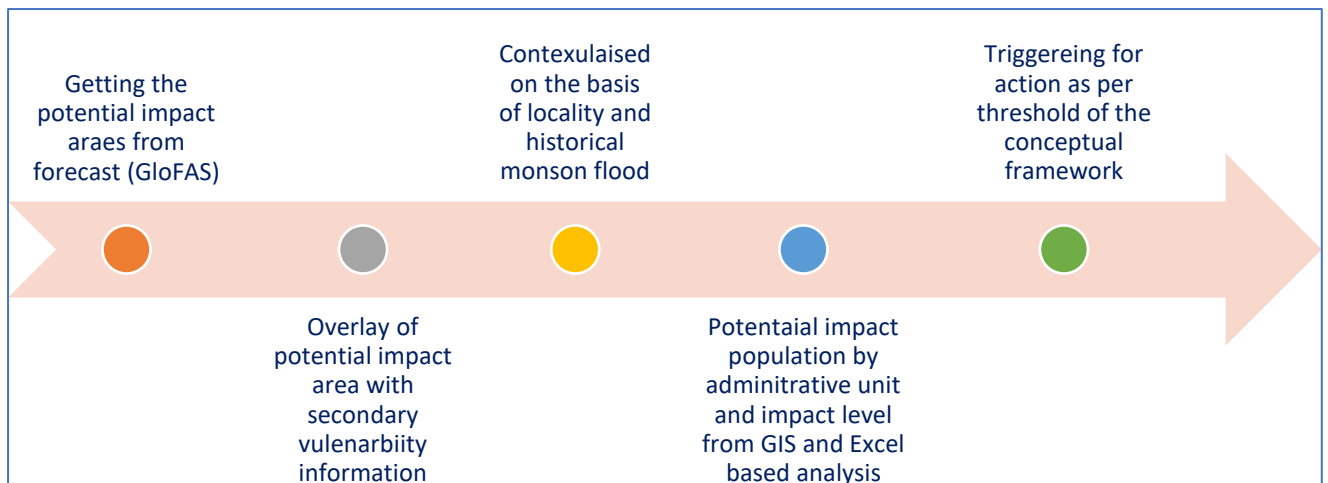 Getting the
potential impact
araes from
forecast (GloFAS)
Overlay of
potential impact
area with
secondary
vulenarbiity
information
Contexulaised
on the basis
of locality and
historical
monson flood
Potentaial impact
population by
adminitrative unit
and impact level
from GIS and Excel
based analysis
Triggereing for
action as per
threshold of the
conceptual
framework